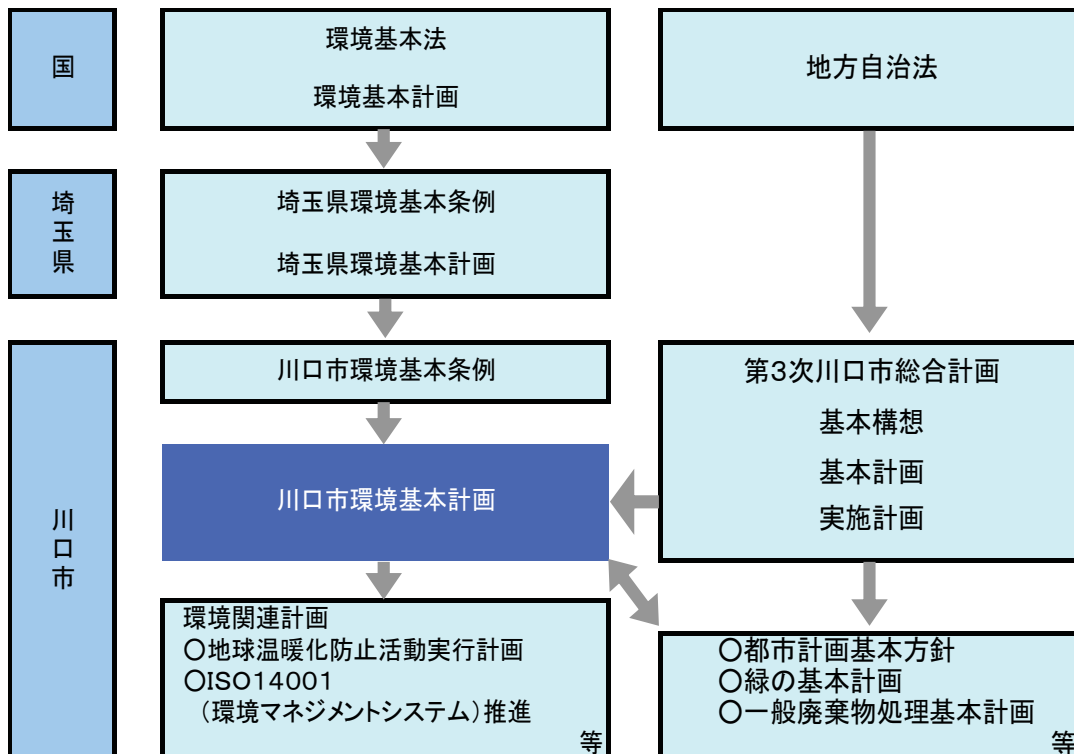 国
環境基本法
環境基本計画
地方自治法
埼玉県
埼玉県環境基本条例
埼玉県環境基本計画
川口市
川口市環境基本条例
川口市環境基本計画
第3次川口市総合計画
基本構想
基本計画
実施計画
環境関連計画
○地球温暖化防止活動実行計画
○ISO14001
（環境マネジメントシステム）推進
等
○都市計画基本方針
○緑の基本計画
○一般廃棄物処理基本計画
等